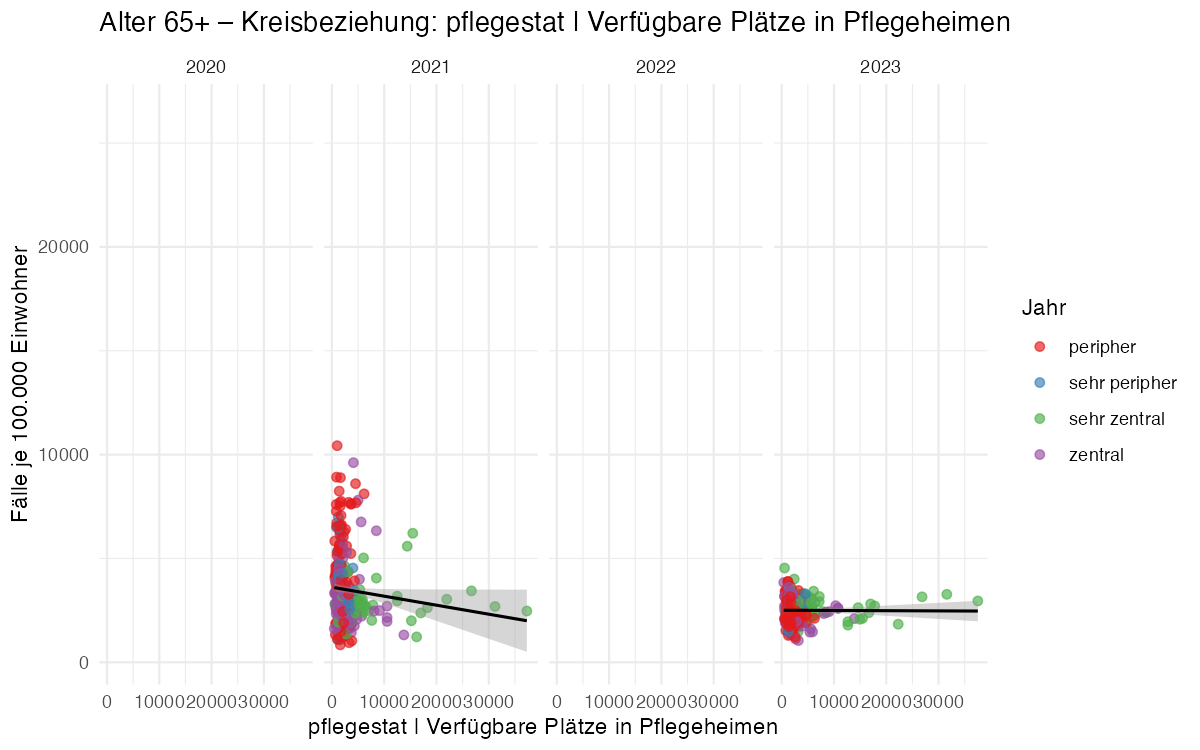 Alter 65+ – Kreisbeziehung: pflegestat | Verfügbare Plätze in Pflegeheimen
2020 2021 2022 2023
Fälle je 100.000 Einwohner
20000
10000
0
0 10000 20000 30000 0 10000 20000 30000 0 10000 20000 30000 0 10000 20000 30000
pflegestat | Verfügbare Plätze in Pflegeheimen
Jahr
peripher
sehr peripher
sehr zentral
zentral